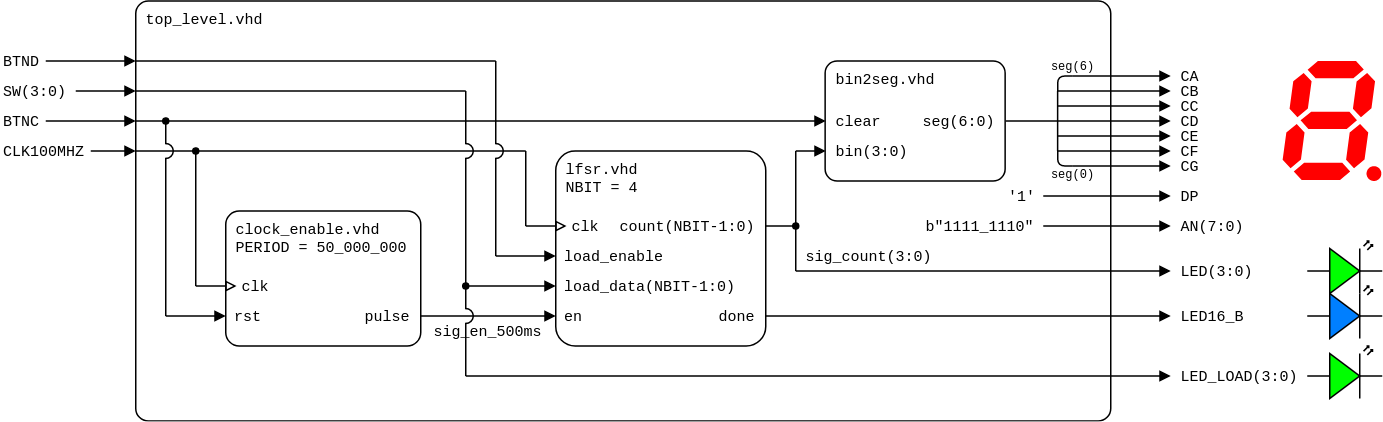 top_level.vhd
BTND
SW(3:0)
BTNC
CLK100MHZ
clock_enable.vhd
PERIOD = 50_000_000
clk
rst
pulse
sig_en_500ms
lfsr.vhd
NBIT = 4
clk
count(NBIT-1:0)
load_enable
load_data(NBIT-1:0)
en
done
sig_count(3:0)
bin2seg.vhd
clear
seg(6:0)
bin(3:0)
seg(6)
seg(0)
'1'
b"1111_1110"
CA
CB
CC
CD
CE
CF
CG
DP
AN(7:0)
LED(3:0)
LED16_B
LED_LOAD(3:0)